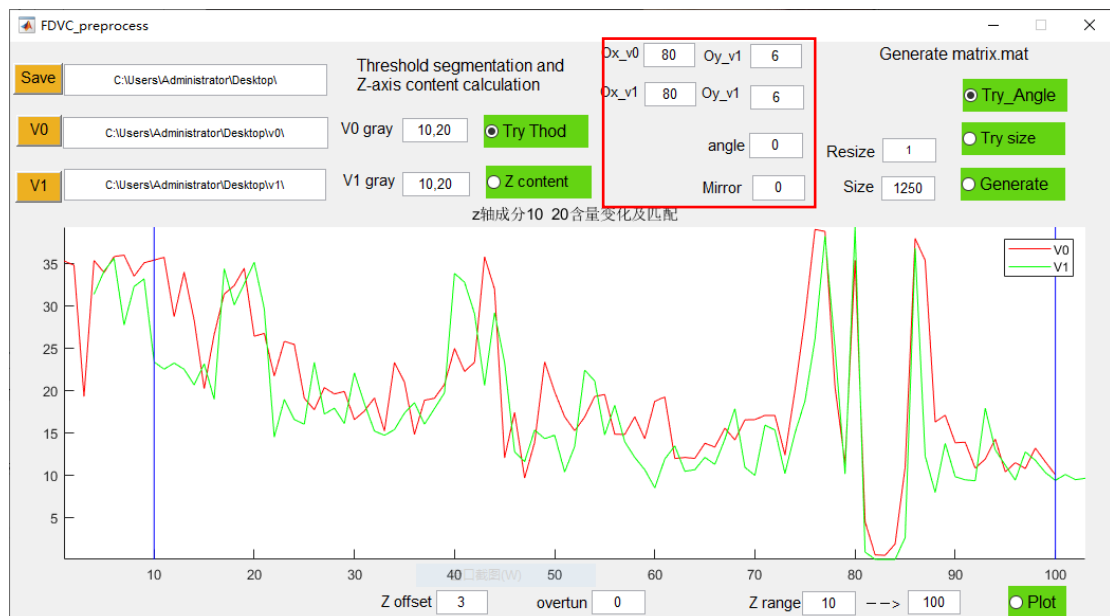 FDVC_preprocess
Save C:\Users\Administrator\Desktop\
V0 C:\Users\Administrator\Desktop\v0\
V1 C:\Users\Administrator\Desktop\v1\
Threshold segmentation and
Z-axis content calculation
V0 gray 10,20 Try Thod
V1 gray 10,20 Z content
Ox_v0 80 Oy_v1 6
Ox_v1 80 Oy_v1 6
angle 0
Mirror 0
Generate matrix.mat
Try_Angle
Resize 1 Try size
Size 1250 Generate
z轴成分10 20含量变化及匹配
V0
V1
35
30
25
20
15
10
5
10 20 30 40 50 60 70 80 90 100
口截图(W)
Z offset 3 overtun 0 Z range 10 --> 100 Plot